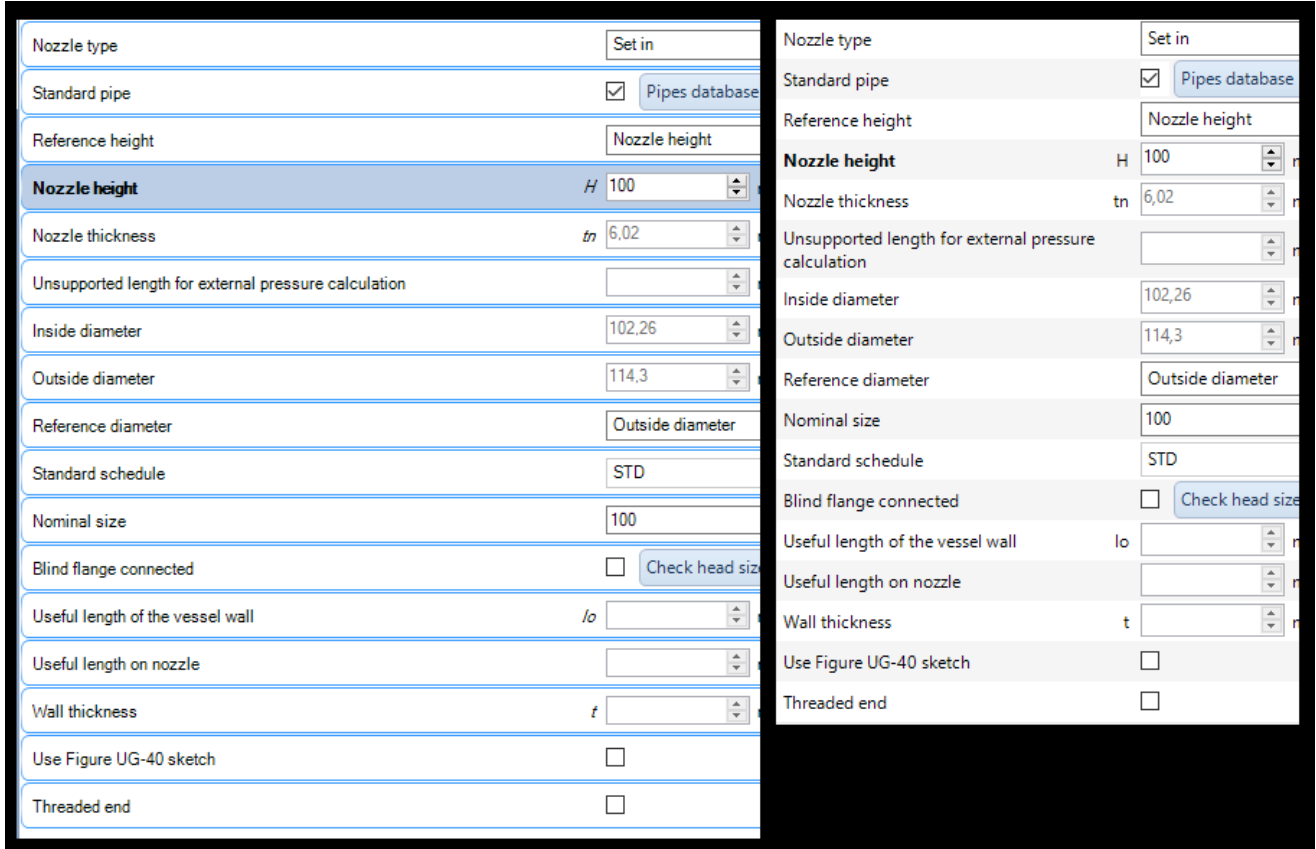 Nozzle type Set in
Standard pipe Pipes database
Reference height Nozzle height
Nozzle height H 100
Nozzle thickness tn 6,02
Unsupported length for external pressure calculation
Inside diameter 102,26
Outside diameter 114,3
Reference diameter Outside diameter
Standard schedule STD
Nominal size 100
Blind flange connected Check head size
Useful length of the vessel wall lo
Useful length on nozzle
Wall thickness t
Use Figure UG-40 sketch
Threaded end
Nozzle type Set in
Standard pipe Pipes database
Reference height Nozzle height
Nozzle height H 100
Nozzle thickness tn 6,02
Unsupported length for external pressure
calculation
Inside diameter 102,26
Outside diameter 114,3
Reference diameter Outside diameter
Nominal size 100
Standard schedule STD
Blind flange connected Check head size
Useful length of the vessel wall lo
Useful length on nozzle
Wall thickness t
Use Figure UG-40 sketch
Threaded end